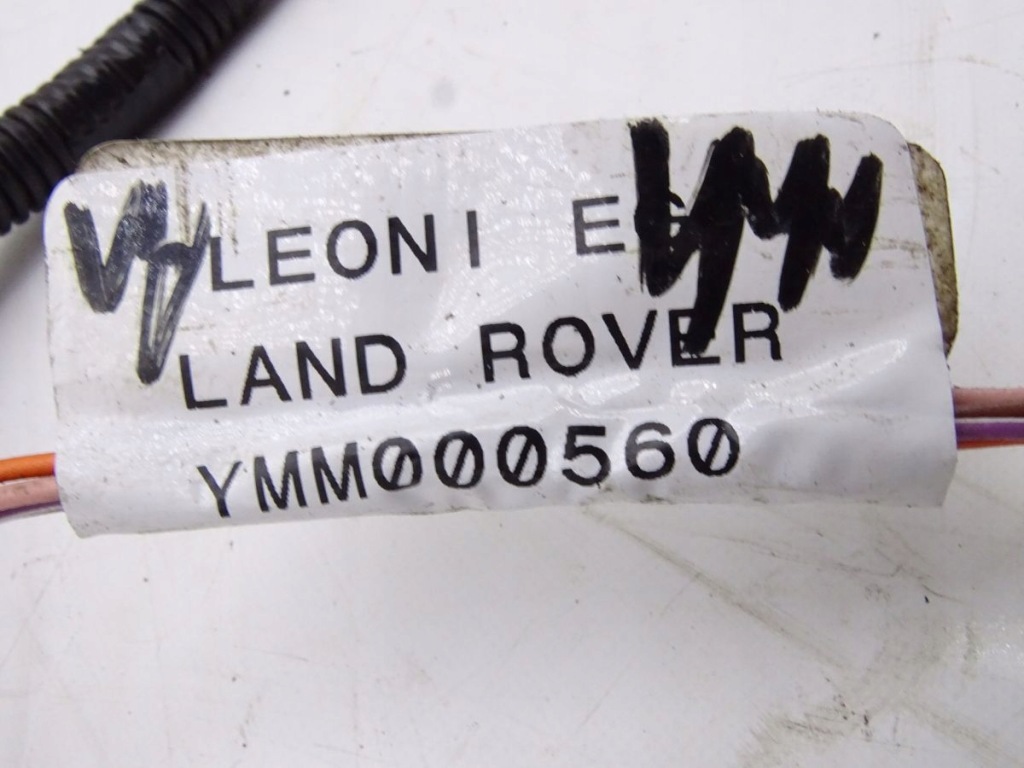 LEONI
LAND ROVER
YMM000560